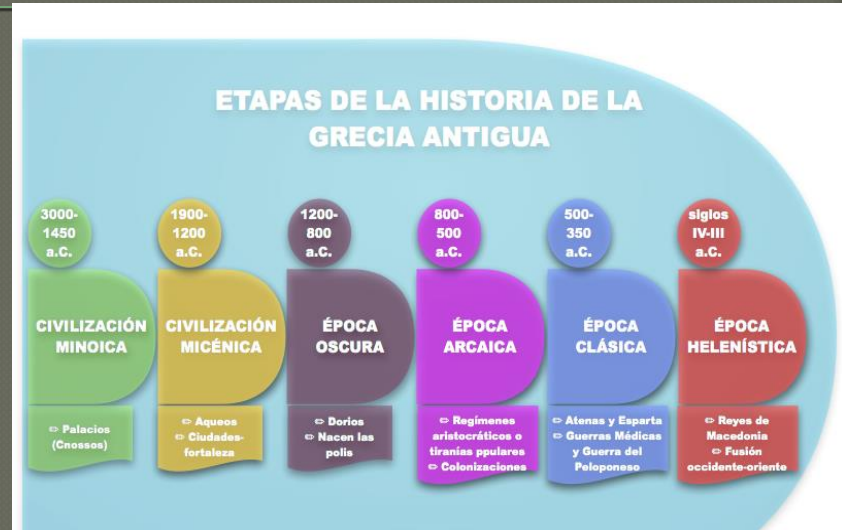 ETAPAS DE LA HISTORIA DE LA
GRECIA ANTIGUA
3000-
1450
a.C.
CIVILIZACIÓN
MINOICA
⇨ Palacios
(Cnossos)
1900-
1200
a.C.
CIVILIZACIÓN
MICÉNICA
⇨ Aqueos
⇨ Ciudades-
fortaleza
1200-
800
a.C.
ÉPOCA
OSCURA
⇨ Dorios
⇨ Nacen las
polis
800-
500
a.C.
ÉPOCA
ARCAICA
⇨ Regímenes
aristocráticos o
tiranías ppulares
⇨ Colonizaciones
500-
350
a.C.
ÉPOCA
CLÁSICA
⇨ Atenas y Esparta
⇨ Guerras Médicas
y Guerra del
Peloponeso
siglos
IV-III
a.C.
ÉPOCA
HELENÍSTICA
⇨ Reyes de
Macedonia
⇨ Fusión
occidente-oriente